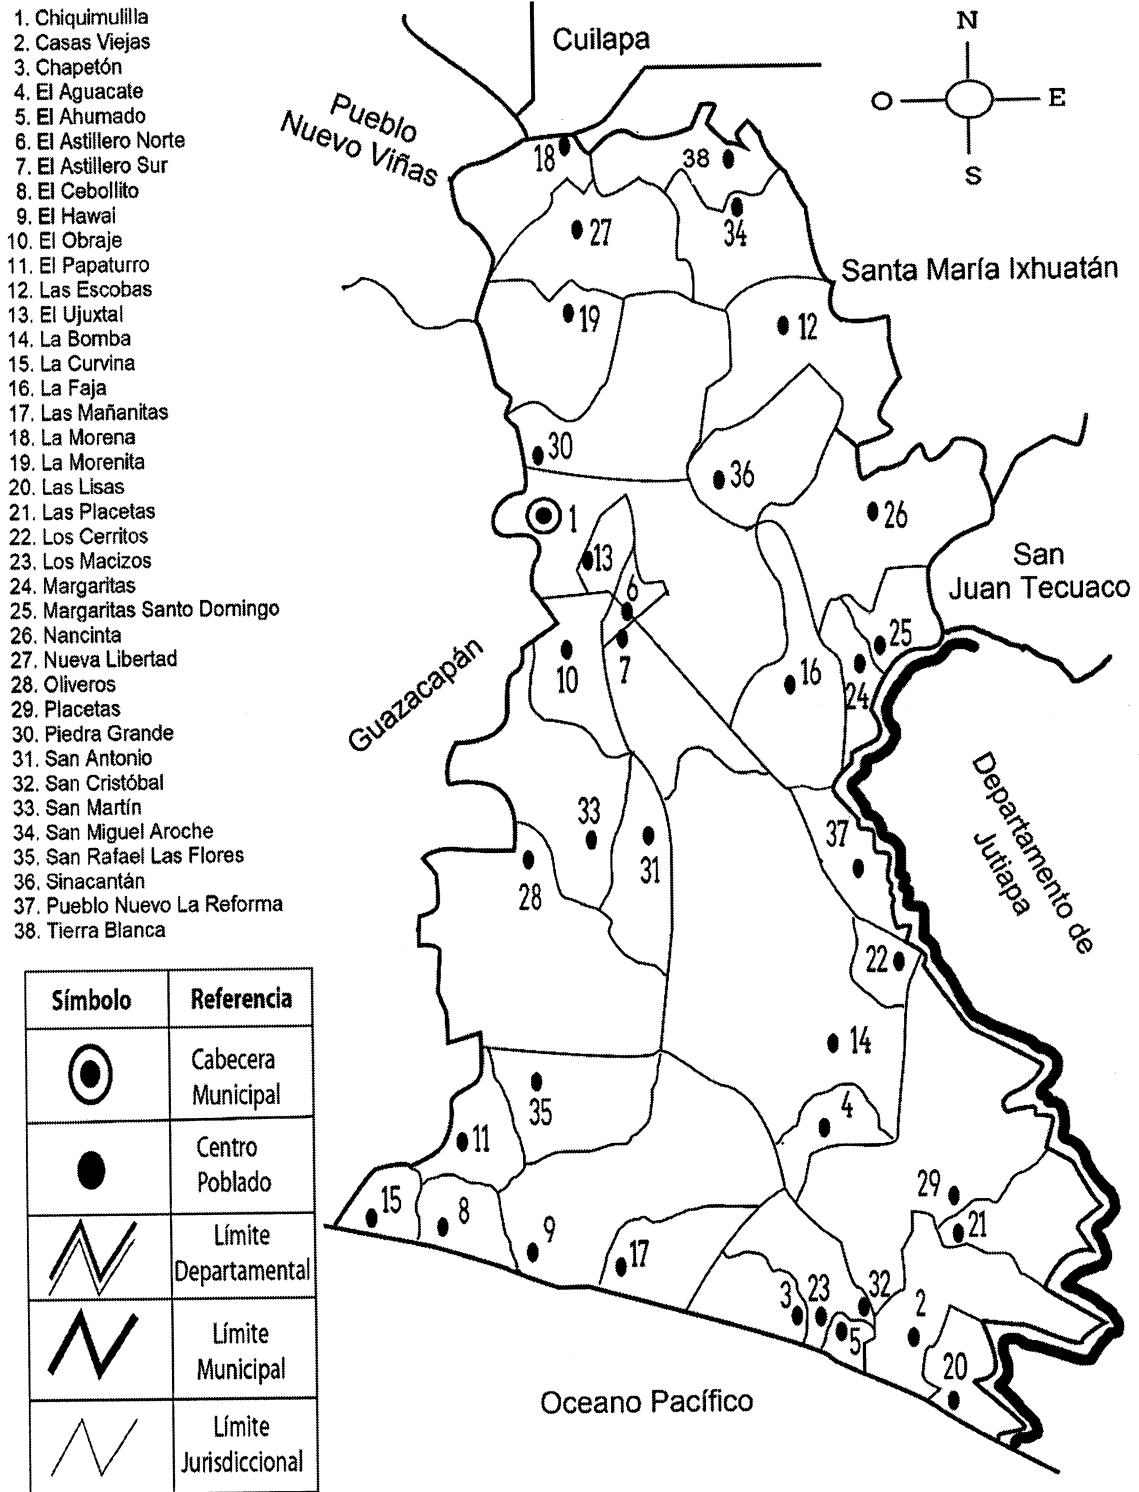 1. Chiquimulilla
2. Casas Viejas
3. Chapetón
4. El Aguacate
5. El Ahumado
6. El Astillero Norte
7. El Astillero Sur
8. El Cebollito
9. El Hawai
10. El Obraje
11. El Papaturro
12. Las Escobas
13. El Ujuxtal
14. La Bomba
15. La Curvina
16. La Faja
17. Las Mañanitas
18. La Morena
19. La Morenita
20. Las Lisas
21. Las Placetas
22. Los Cerritos
23. Los Macizos
24. Margaritas
25. Margaritas Santo Domingo
26. Nancinta
27. Nueva Libertad
28. Oliveros
29. Placetas
30. Piedra Grande
31. San Antonio
32. San Cristóbal
33. San Martín
34. San Miguel Aroche
35. San Rafael Las Flores
36. Sinacantán
37. Pueblo Nuevo La Reforma
38. Tierra Blanca
Símbolo Referencia
Cabecera
Municipal
Centro
Poblado
Límite
Departamental
Límite
Municipal
Límite
Jurisdiccional
Cuilapa
Pueblo
Nuevo Viñas
N
O E
S
Santa María Ixhuatán
San
Juan Tecuaco
Guazacapán
Departamento de
Jutiapa
Oceano Pacífico
18
38
27
34
19
12
30
36
1
26
13
6
7
10
25
24
16
33
31
28
37
22
14
4
35
11
15
8
9
17
29
21
3
23
32
5
2
20